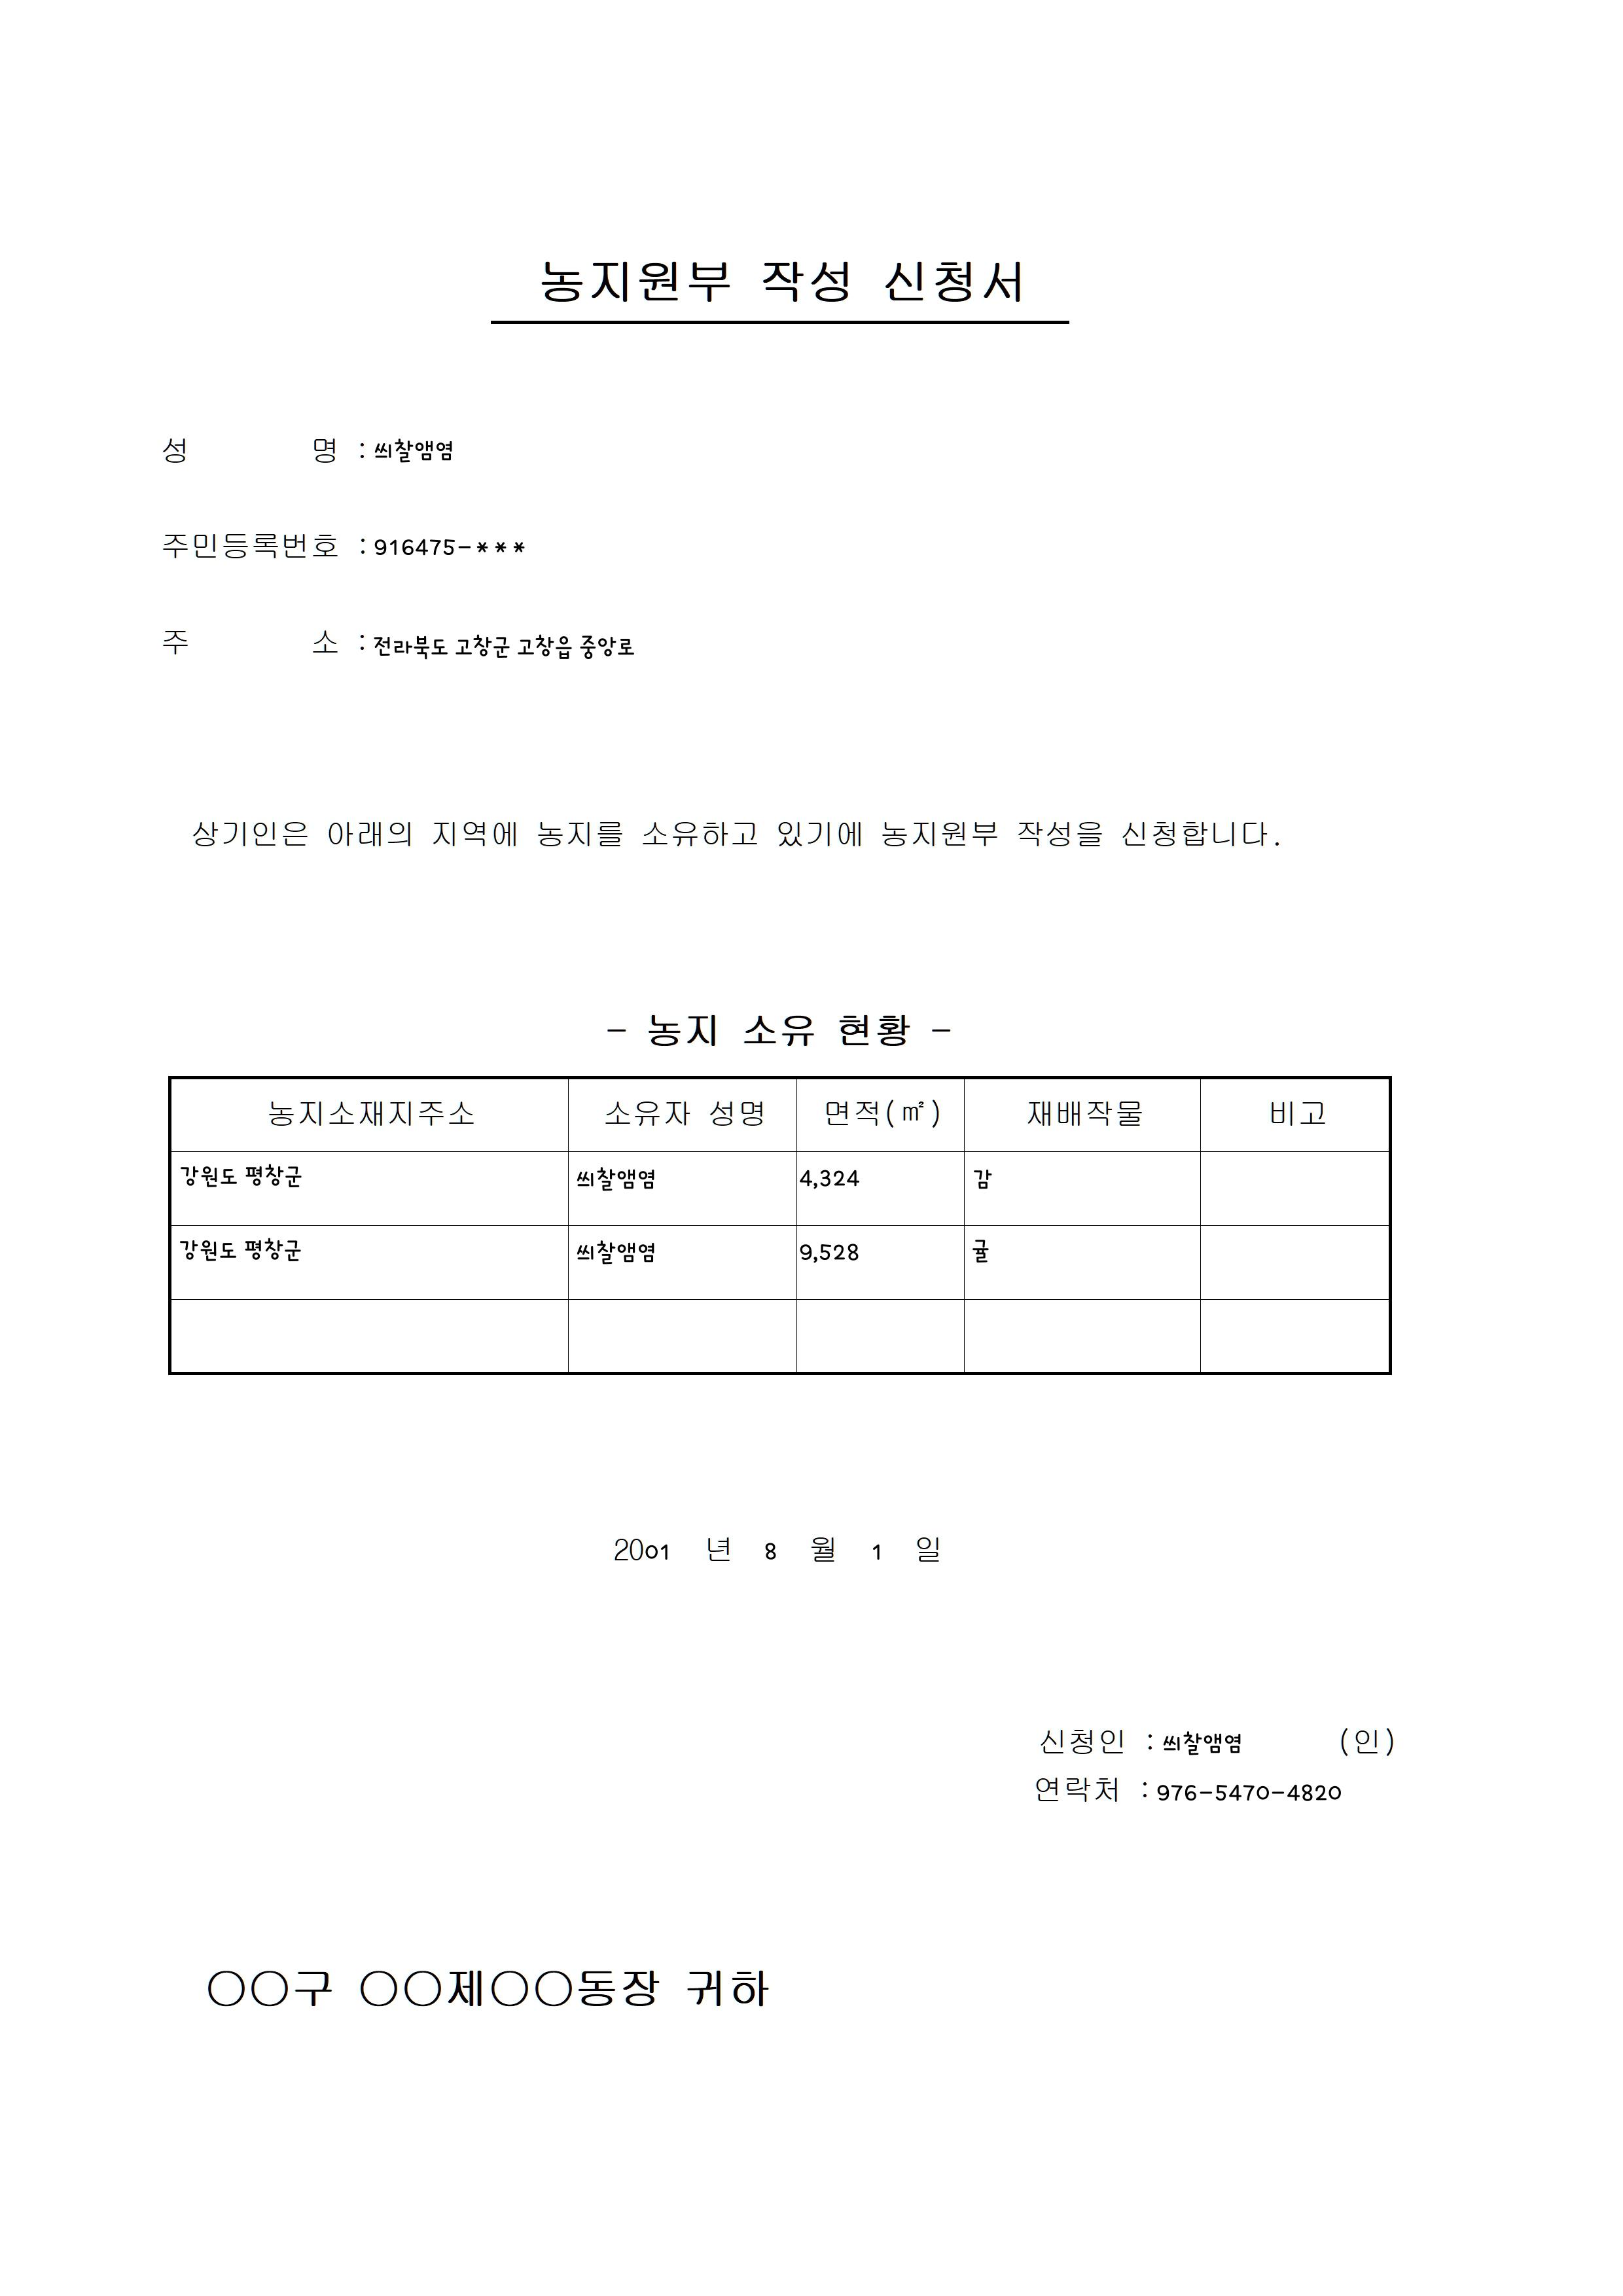 농지원부 작성 신청서
성 명 : 씌찰앰염
주민등록번호 : 916475-***
주 소 : 전라북도 고창군 고창읍 중앙로
상기인은 아래의 지역에 농지를 소유하고 있기에 농지원부 작성을 신청합니다.
- 농지 소유 현황 -
농지소재지주소 소유자 성명 면적(㎡) 재배작물 비고
강원도 평창군 씌찰앰염 4,324 감
강원도 평창군 씌찰앰염 9,528 귤
2001 년 8 월 1 일
신청인 : 씌찰앰염 (인)
연락처 : 976-5470-4820
○○구 ○○제○○동장 귀하